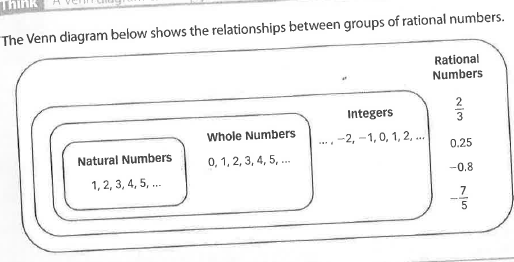 Think
The Venn diagram below shows the relationships between groups of rational numbers.
Rational
Numbers
2/3
0.25
-0.8
-7/5
Integers
... , -2, -1, 0, 1, 2, ...
Whole Numbers
0, 1, 2, 3, 4, 5, ...
Natural Numbers
1, 2, 3, 4, 5, ...